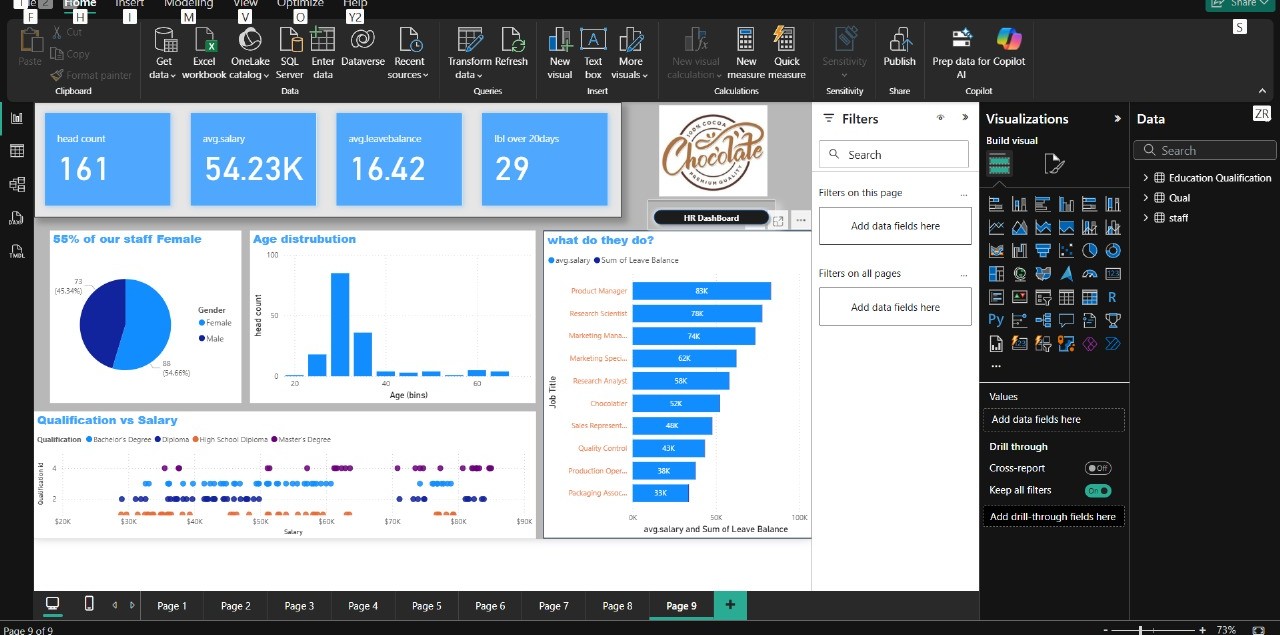 File 2 Home Insert Modeling View Optimize Help Share
F H I M V O Y2 S
Paste
Cut
Copy
Format painter
Clipboard
Get data
Excel workbook
OneLake catalog
SQL Server
Enter data
Dataverse
Recent sources
Data
Transform data
Refresh
Queries
New visual
Text box
More visuals
Insert
New visual calculation
New measure
Quick measure
Calculations
Sensitivity
Sensitivity
Publish
Share
Prep data for AI
Copilot
Copilot
ZR
head count
161
avg.salary
54.23K
avg.leavebalance
16.42
lbl over 20days
29
100% COCOA
Chocolate
PREMIUM QUALITY
HR DashBoard
55% of our staff Female
73
(45.34%)
88
(54.66%)
Gender
Female
Male
Age distrubution
head count
100
50
0
20 40 60
Age (bins)
what do they do?
avg.salary Sum of Leave Balance
Job Title
Product Manager 83K
Research Scientist 78K
Marketing Mana... 74K
Marketing Speci... 62K
Research Analyst 58K
Chocolatier 52K
Sales Represent... 48K
Quality Control 43K
Production Oper... 38K
Packaging Assoc... 33K
0K 50K 100K
avg.salary and Sum of Leave Balance
Qualification vs Salary
Qualification Bachelor's Degree Diploma High School Diploma Master's Degree
Qualification Id
4
2
$20K $30K $40K $50K $60K $70K $80K $90K
Salary
Filters
Search
Filters on this page ...
Add data fields here
Filters on all pages ...
Add data fields here
Visualizations
Build visual
123
R
Py
...
Values
Add data fields here
Drill through
Cross-report Off
Keep all filters On
Add drill-through fields here
Data
Search
Education Qualification
Qual
staff
DAX
TMDL
Page 1 Page 2 Page 3 Page 4 Page 5 Page 6 Page 7 Page 8 Page 9 +
Page 9 of 9
- + 73%